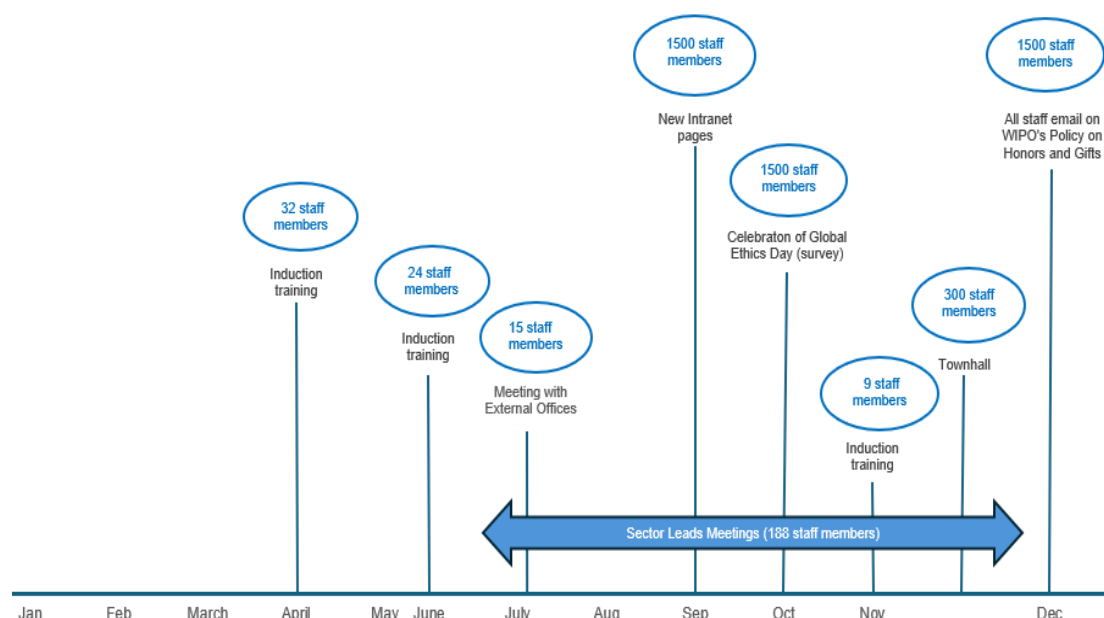 1500 staff
members
New Intranet
pages
1500 staff
members
All staff email on
WIPO's Policy on
Honors and Gifts
1500 staff
members
Celebraton of Global
Ethics Day (survey)
32 staff
members
Induction
training
24 staff
members
Induction
training
15 staff
members
Meeting with
External Offices
300 staff
members
Townhall
9 staff
members
Induction
training
Sector Leads Meetings (188 staff members)
Jan Feb March April May June July Aug Sep Oct Nov Dec